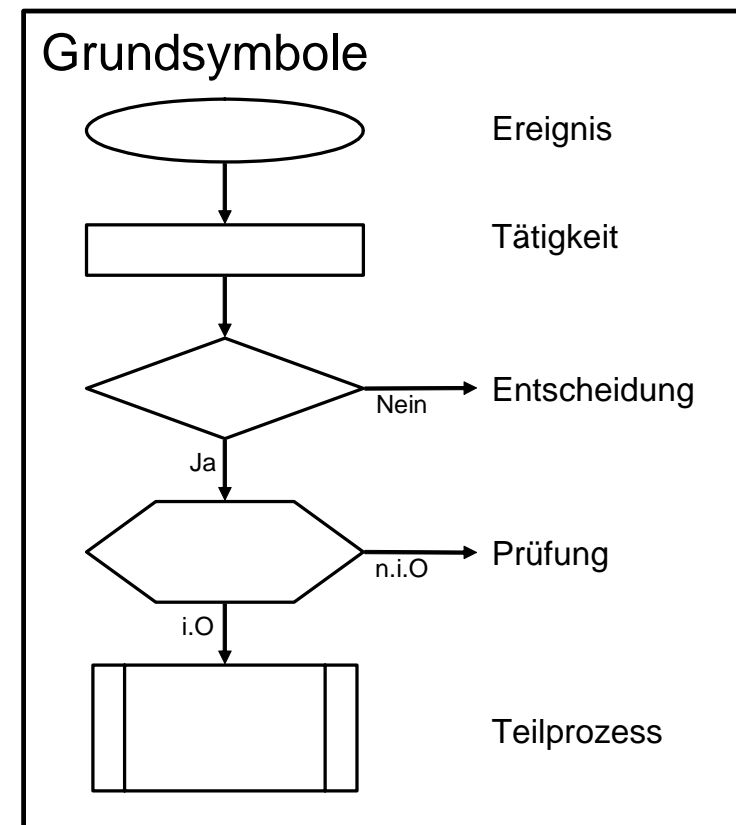 Grundsymbole
Ereignis
Tätigkeit
Entscheidung
Nein
Ja
Prüfung
n.i.O
i.O
Teilprozess